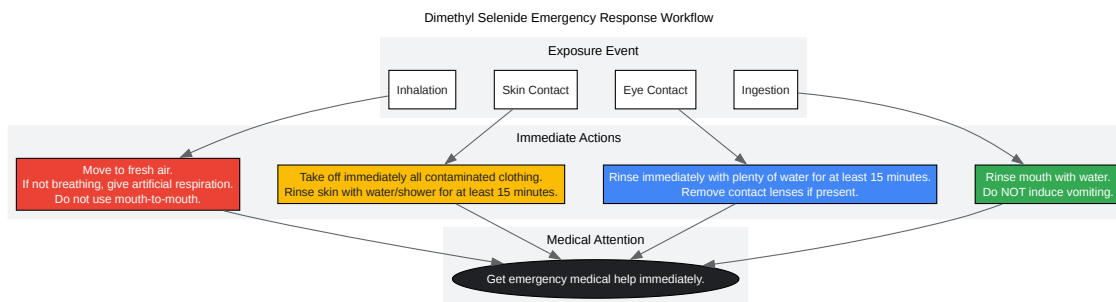 Dimethyl Selenide Emergency Response Workflow
Exposure Event
Inhalation
Skin Contact
Eye Contact
Ingestion
Immediate Actions
Move to fresh air.
If not breathing, give artificial respiration.
Do not use mouth-to-mouth.
Take off immediately all contaminated clothing.
Rinse skin with water/shower for at least 15 minutes.
Rinse immediately with plenty of water for at least 15 minutes.
Remove contact lenses if present.
Rinse mouth with water.
Do NOT induce vomiting.
Medical Attention
Get emergency medical help immediately.